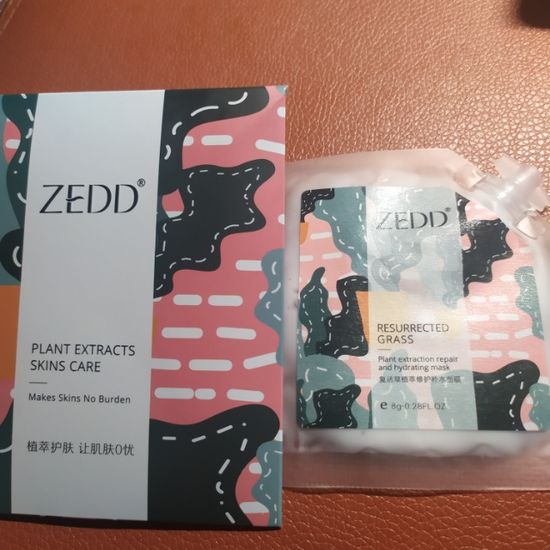 ZEDD®
PLANT EXTRACTS
SKINS CARE
Makes Skins No Burden
植萃护肤 让肌肤0忧
ZEDD®
RESURRECTED
GRASS
Plant extraction repair
and hydrating mask
复活草植萃修护补水面膜
e 8g-0.28FL.OZ